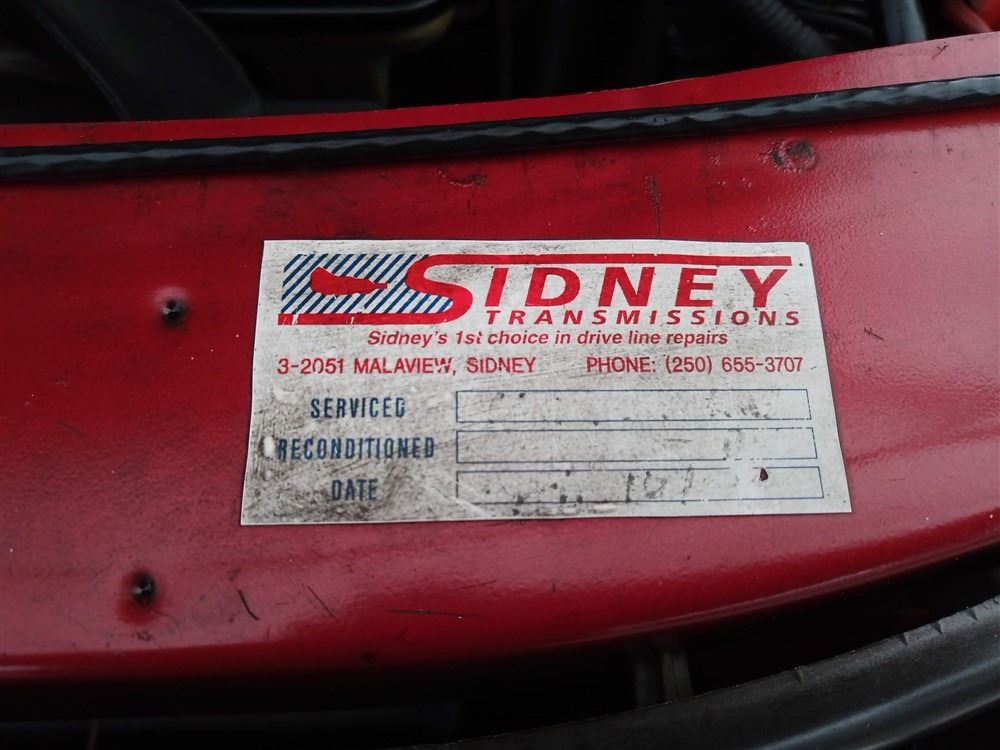 SIDNEY
TRANSMISSIONS
Sidney's 1st choice in drive line repairs
3-2051 MALAVIEW, SIDNEY PHONE: (250) 655-3707
SERVICED
RECONDITIONED
DATE